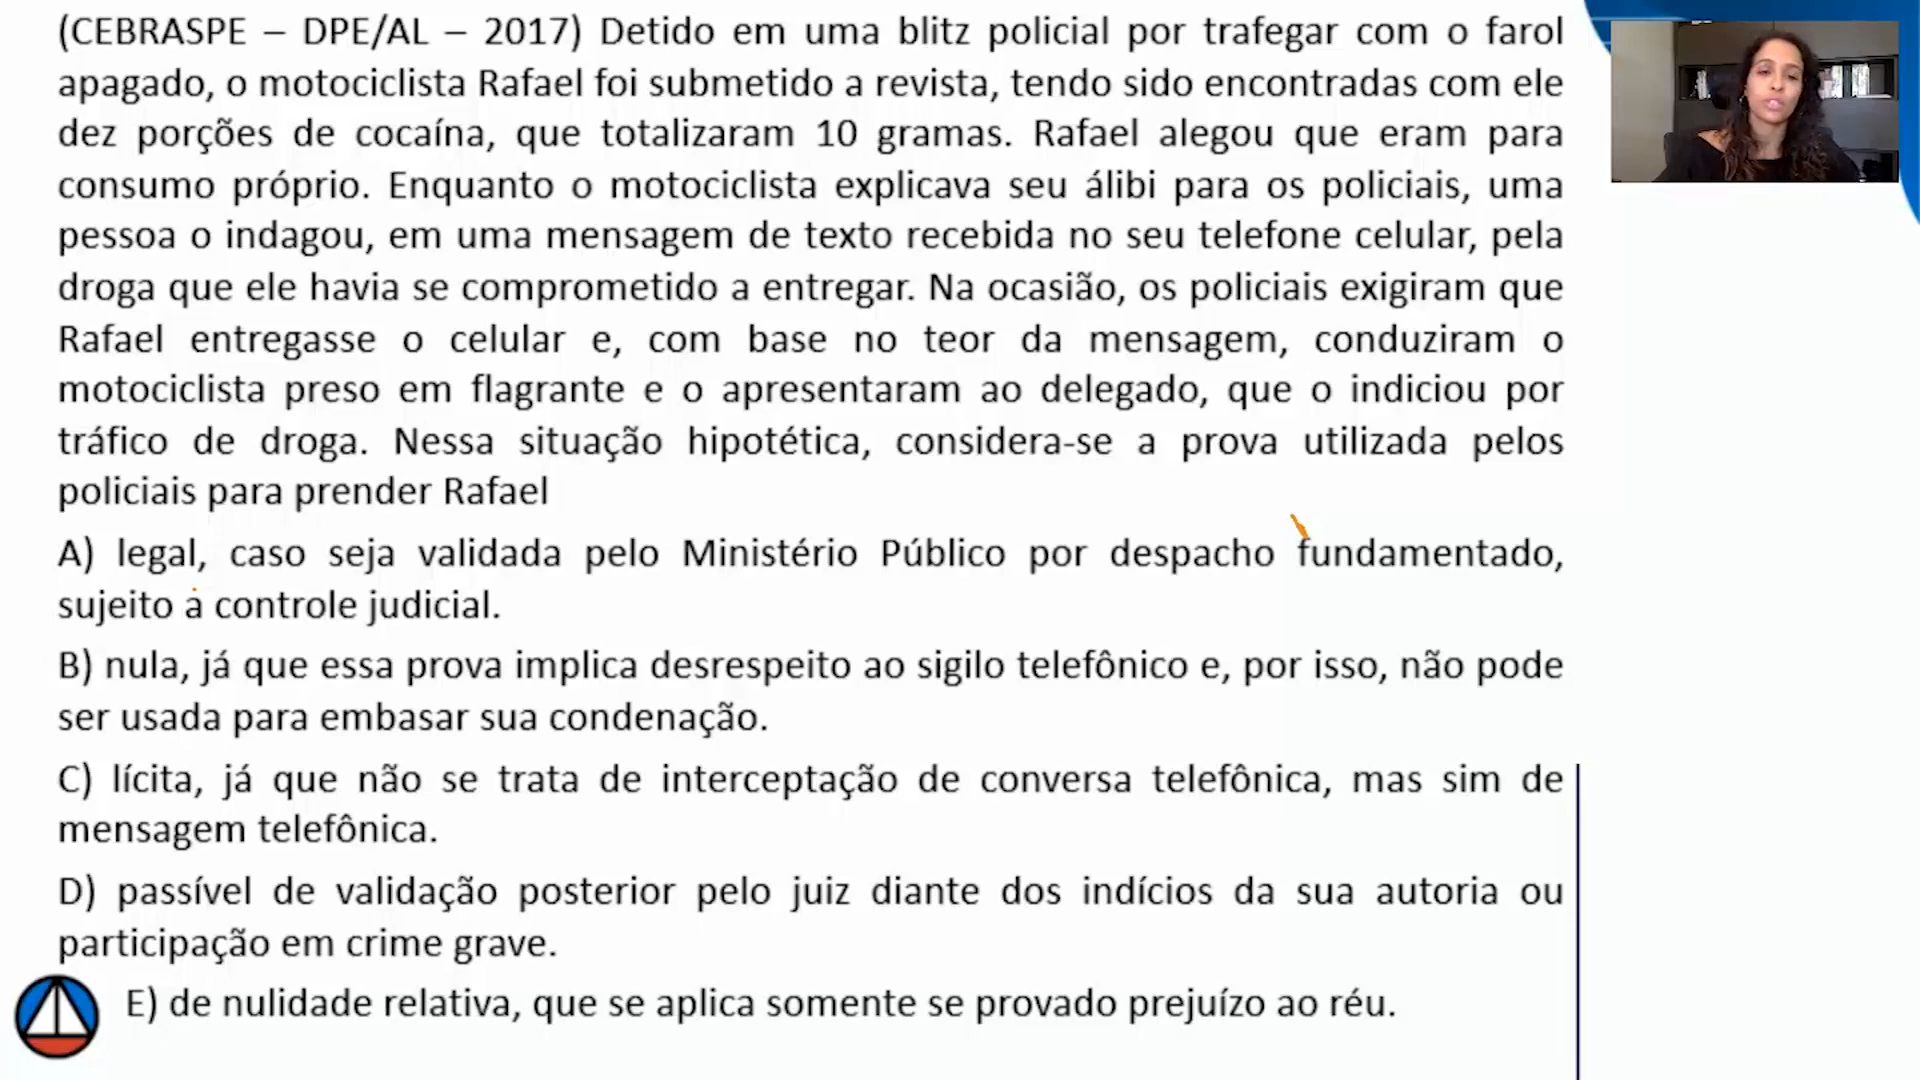 (CEBRASPE – DPE/AL – 2017) Detido em uma blitz policial por trafegar com o farol
apagado, o motociclista Rafael foi submetido a revista, tendo sido encontradas com ele
dez porções de cocaína, que totalizaram 10 gramas. Rafael alegou que eram para
consumo próprio. Enquanto o motociclista explicava seu álibi para os policiais, uma
pessoa o indagou, em uma mensagem de texto recebida no seu telefone celular, pela
droga que ele havia se comprometido a entregar. Na ocasião, os policiais exigiram que
Rafael entregasse o celular e, com base no teor da mensagem, conduziram o
motociclista preso em flagrante e o apresentaram ao delegado, que o indiciou por
tráfico de droga. Nessa situação hipotética, considera-se a prova utilizada pelos
policiais para prender Rafael
A) legal, caso seja validada pelo Ministério Público por despacho fundamentado,
sujeito a controle judicial.
B) nula, já que essa prova implica desrespeito ao sigilo telefônico e, por isso, não pode
ser usada para embasar sua condenação.
C) lícita, já que não se trata de interceptação de conversa telefônica, mas sim de
mensagem telefônica.
D) passível de validação posterior pelo juiz diante dos indícios da sua autoria ou
participação em crime grave.
E) de nulidade relativa, que se aplica somente se provado prejuízo ao réu.